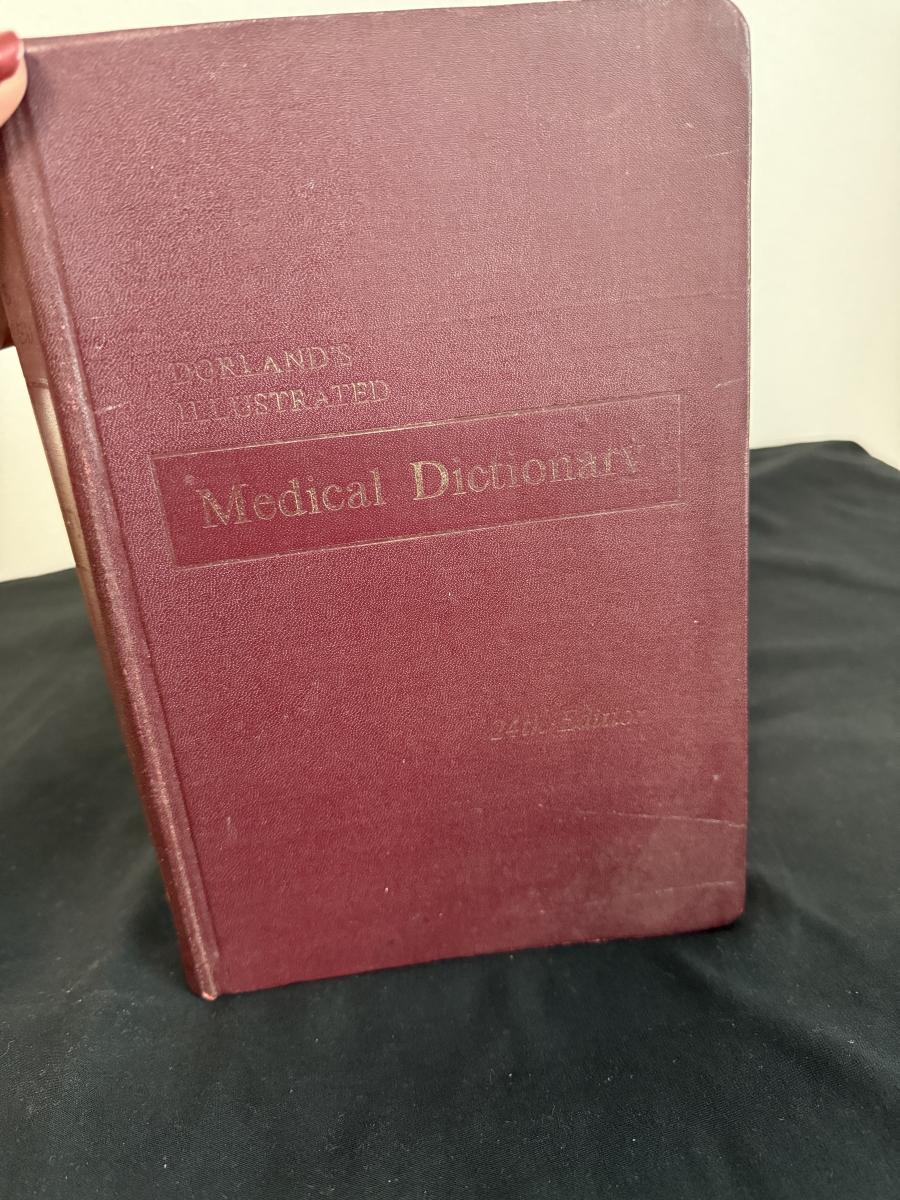 DORLAND'S
ILLUSTRATED
Medical Dictionary
24th Edition